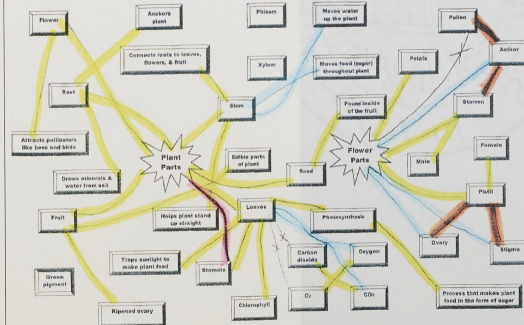 Flower
Anchors
plant
Phloem
Moves water
up the plant
Pollen
Connects roots to leaves,
flowers, & fruit
Xylem
Moves food (sugar)
throughout plant
Petals
Anther
Root
Stem
Found inside
of the fruit
Stamen
Attracts pollinators
like bees and birds
Plant
Parts
Edible parts
of plant
Flower
Parts
Female
Draws minerals &
water from soil
Seed
Male
Pistil
Fruit
Helps plant stand
up straight
Leaves
Photosynthesis
Traps sunlight to
make plant food
Stomata
Carbon
dioxide
Oxygen
Ovary
Stigma
Green
pigment
Chlorophyll
O₂
CO₂
Process that makes plant
food in the form of sugar
Ripened ovary